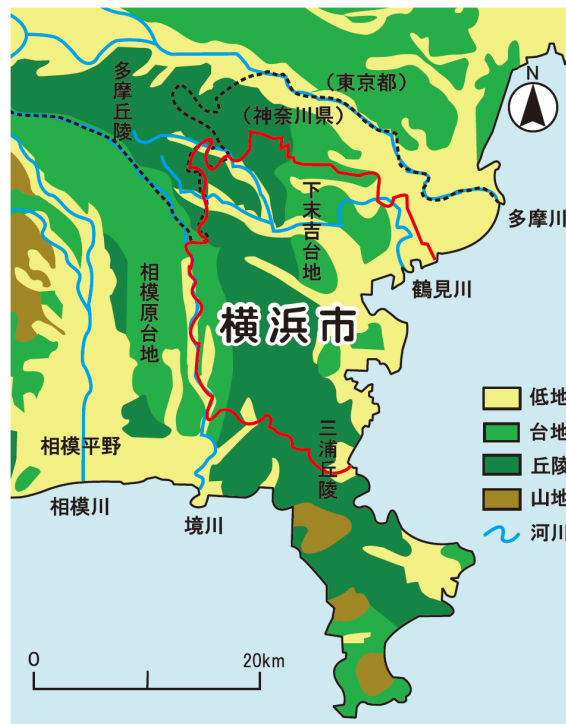 N
多摩丘陵
（東京都）
（神奈川県）
下末吉台地
多摩川
鶴見川
相模原台地
横浜市
低地
台地
丘陵
山地
河川
三浦丘陵
相模平野
相模川
境川
0
20km